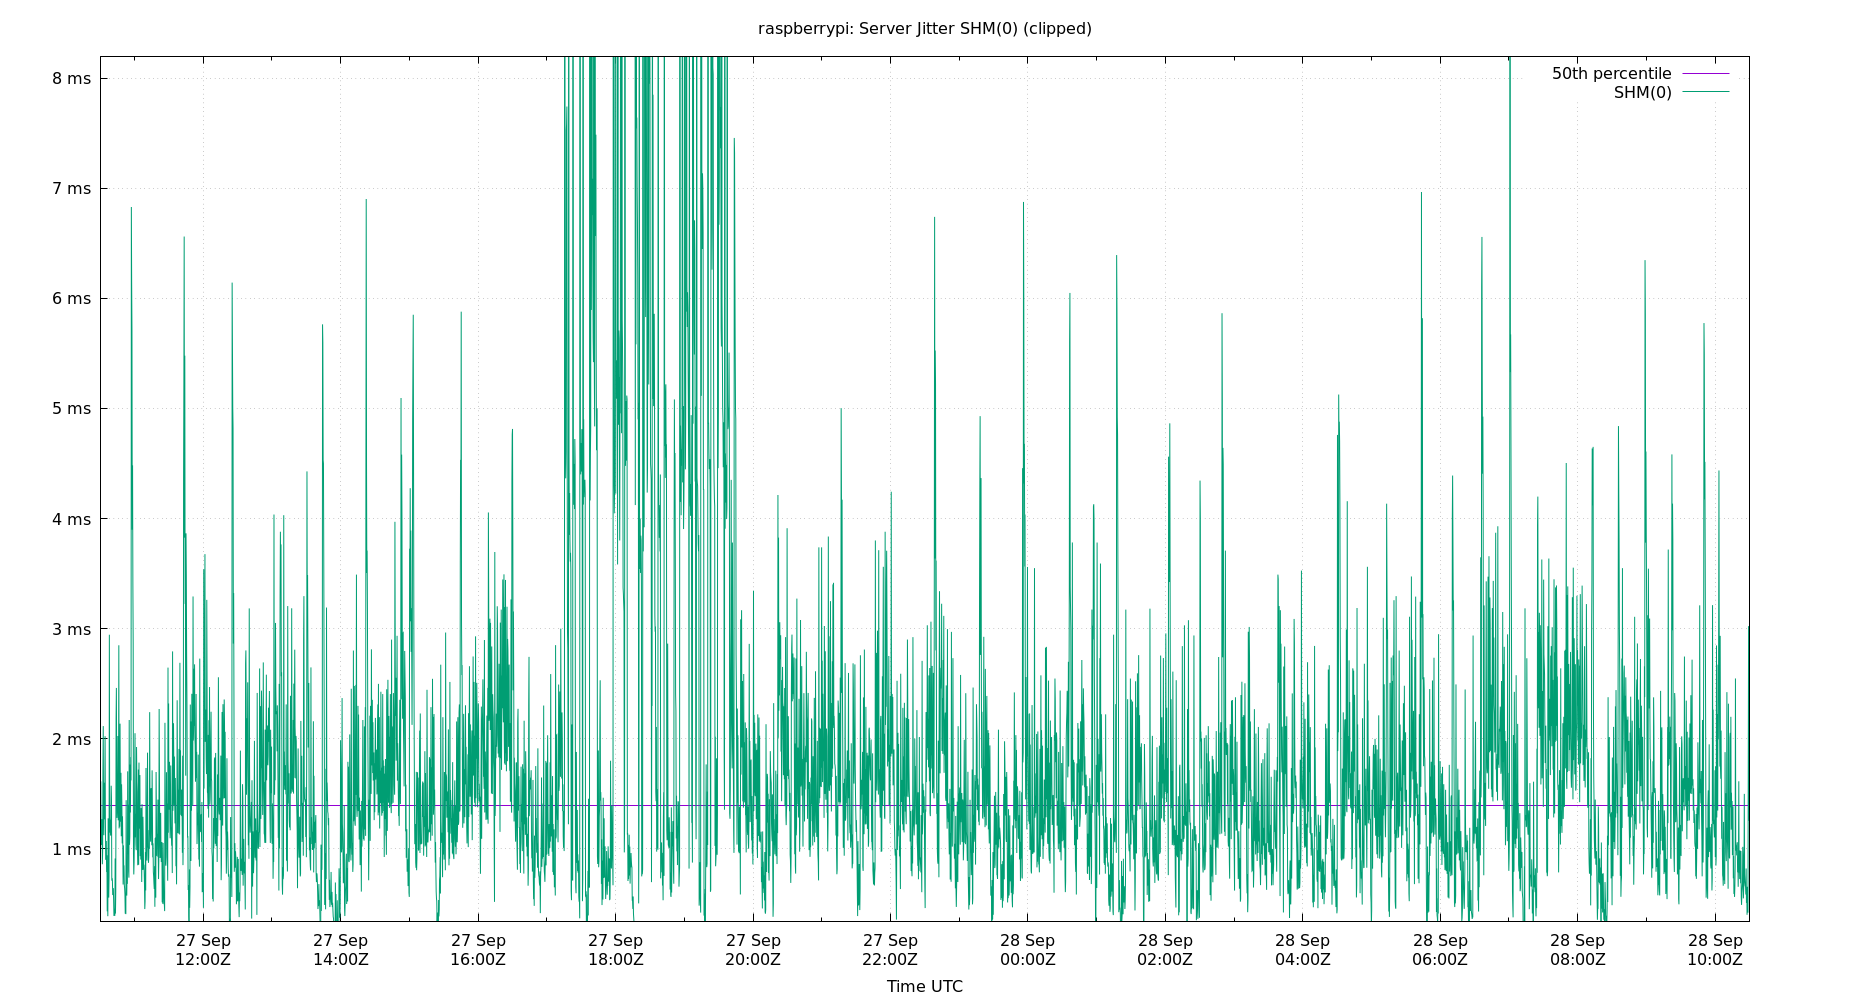 raspberrypi: Server Jitter SHM(0) (clipped)
50th percentile
SHM(0)
8 ms
7 ms
6 ms
5 ms
4 ms
3 ms
2 ms
1 ms
27 Sep 27 Sep 27 Sep 27 Sep 27 Sep 27 Sep 28 Sep 28 Sep 28 Sep 28 Sep 28 Sep 28 Sep
12:00Z 14:00Z 16:00Z 18:00Z 20:00Z 22:00Z 00:00Z 02:00Z 04:00Z 06:00Z 08:00Z 10:00Z
Time UTC